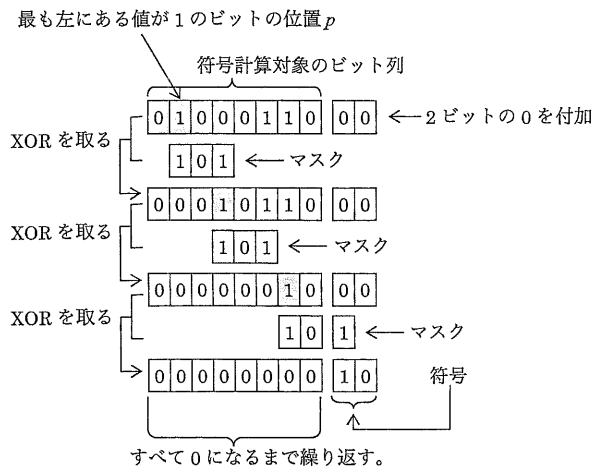 最も左にある値が1のビットの位置p
符号計算対象のビット列
0 1 0 0 0 1 1 0 0 0 ←2ビットの0を付加
XORを取る
1 0 1 ←マスク
0 0 0 1 0 1 1 0 0 0
XORを取る
1 0 1 ←マスク
0 0 0 0 0 0 1 0 0 0
XORを取る
1 0 1 ←マスク
0 0 0 0 0 0 0 0 1 0 符号
すべて0になるまで繰り返す。